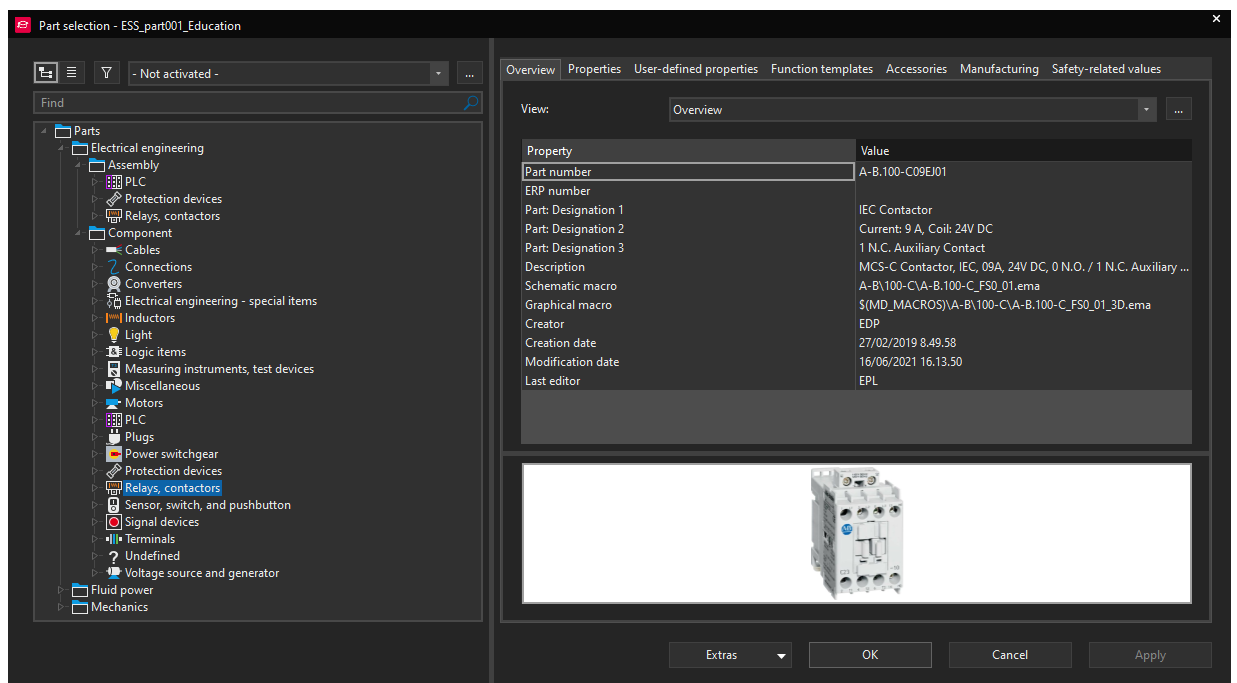 Part selection - ESS_part001_Education
- Not activated -
...
Find
Parts
Electrical engineering
Assembly
PLC
Protection devices
Relays, contactors
Component
Cables
Connections
Converters
Electrical engineering - special items
Inductors
Light
Logic items
Measuring instruments, test devices
Miscellaneous
Motors
PLC
Plugs
Power switchgear
Protection devices
Relays, contactors
Sensor, switch, and pushbutton
Signal devices
Terminals
Undefined
Voltage source and generator
Fluid power
Mechanics
Overview Properties User-defined properties Function templates Accessories Manufacturing Safety-related values
View: Overview ...
Property Value
Part number A-B.100-C09EJ01
ERP number
Part: Designation 1 IEC Contactor
Part: Designation 2 Current: 9 A, Coil: 24V DC
Part: Designation 3 1 N.C. Auxiliary Contact
Description MCS-C Contactor, IEC, 09A, 24V DC, 0 N.O. / 1 N.C. Auxiliary ...
Schematic macro A-B\100-C\A-B.100-C_FS0_01.ema
Graphical macro $(MD_MACROS)\A-B\100-C\A-B.100-C_FS0_01_3D.ema
Creator EDP
Creation date 27/02/2019 8.49.58
Modification date 16/06/2021 16.13.50
Last editor EPL
Extras OK Cancel Apply